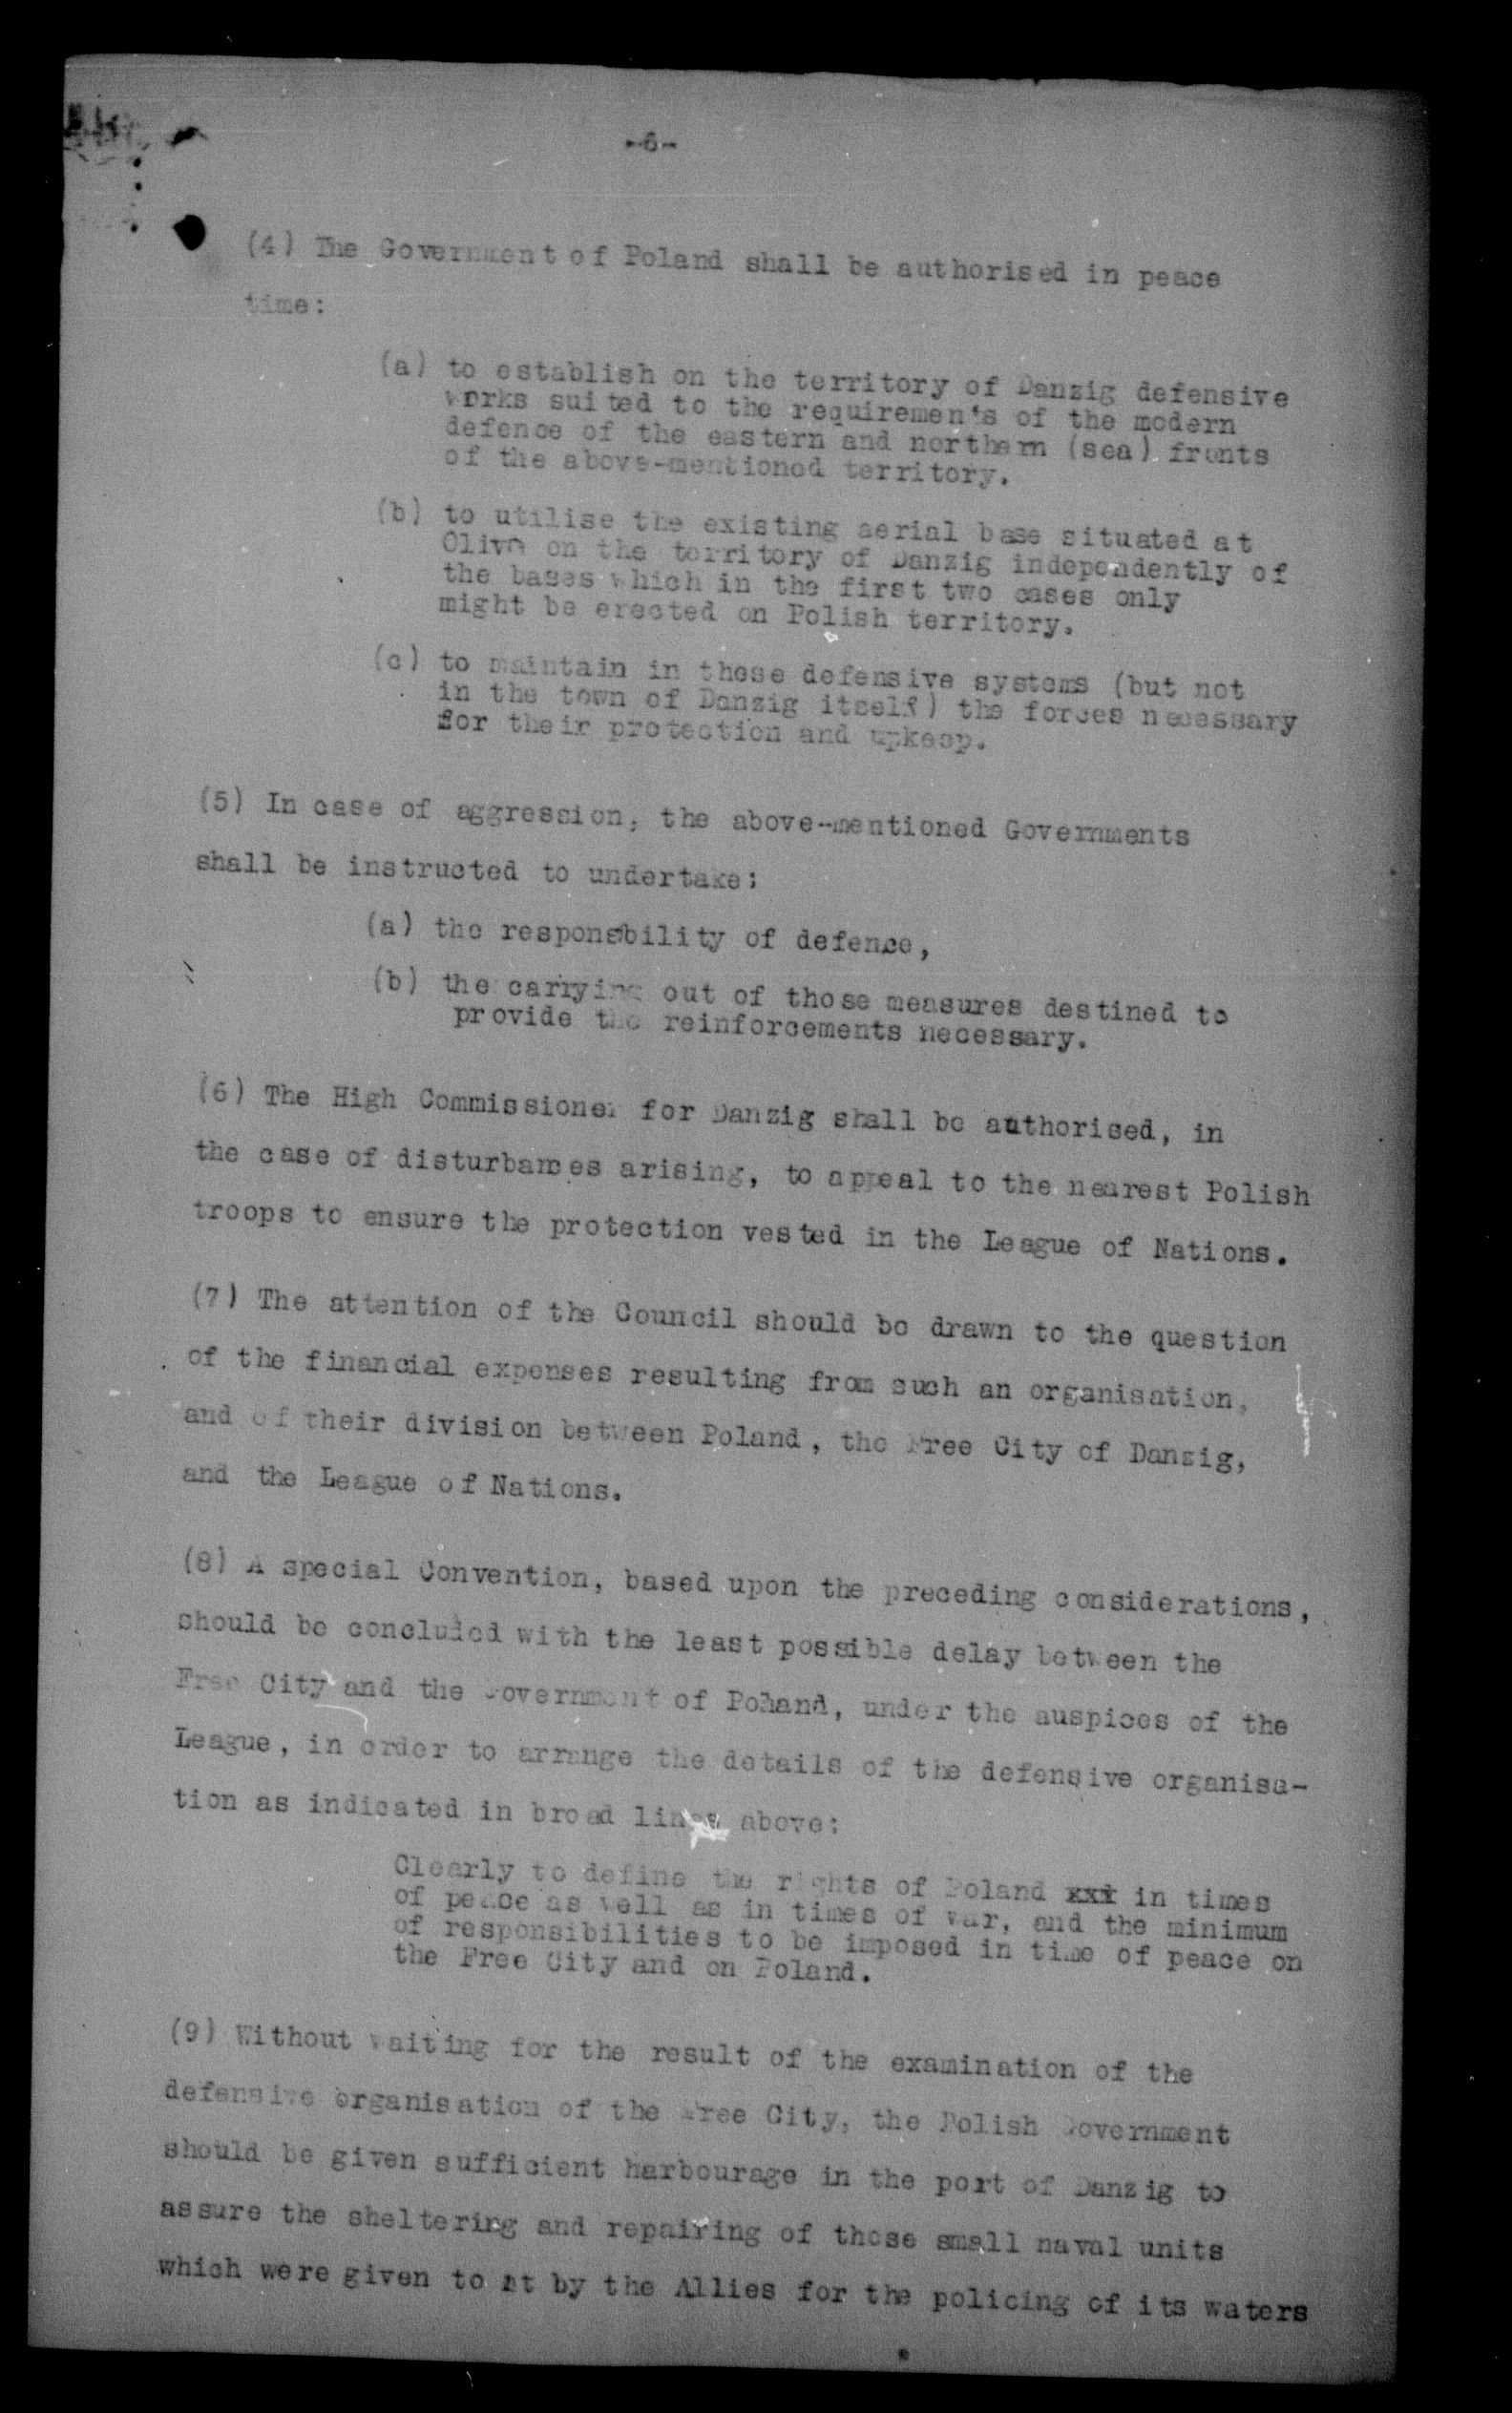 -6-
(4) The Government of Poland shall be authorised in peace
time:
(a) to establish on the territory of Danzig defensive
works suited to the requirements of the modern
defence of the eastern and northern (sea) fronts
of the above-mentioned territory.
(b) to utilise the existing aerial base situated at
Oliva on the territory of Danzig independently of
the bases which in the first two cases only
might be erected on Polish territory.
(c) to maintain in these defensive systems (but not
in the town of Danzig itself) the forces necessary
for their protection and upkeep.
(5) In case of aggression, the above-mentioned Governments
shall be instructed to undertake:
(a) the responsbility of defence,
(b) the carrying out of those measures destined to
provide the reinforcements necessary.
(6) The High Commissioner for Danzig shall be authorised, in
the case of disturbances arising, to appeal to the nearest Polish
troops to ensure the protection vested in the League of Nations.
(7) The attention of the Council should be drawn to the question
of the financial expenses resulting from such an organisation,
and of their division between Poland, the Free City of Danzig,
and the League of Nations.
(8) A special Convention, based upon the preceding considerations,
should be concluded with the least possible delay between the
Free City and the Government of Poland, under the auspices of the
League, in order to arrange the details of the defensive organisa-
tion as indicated in broad lines above:
Clearly to define the rights of Poland xxx in times
of peace as well as in times of war, and the minimum
of responsibilities to be imposed in time of peace on
the Free City and on Poland.
(9) Without waiting for the result of the examination of the
defensive organisation of the Free City, the Polish Government
should be given sufficient harbourage in the port of Danzig to
assure the sheltering and repairing of those small naval units
which were given to it by the Allies for the policing of its waters